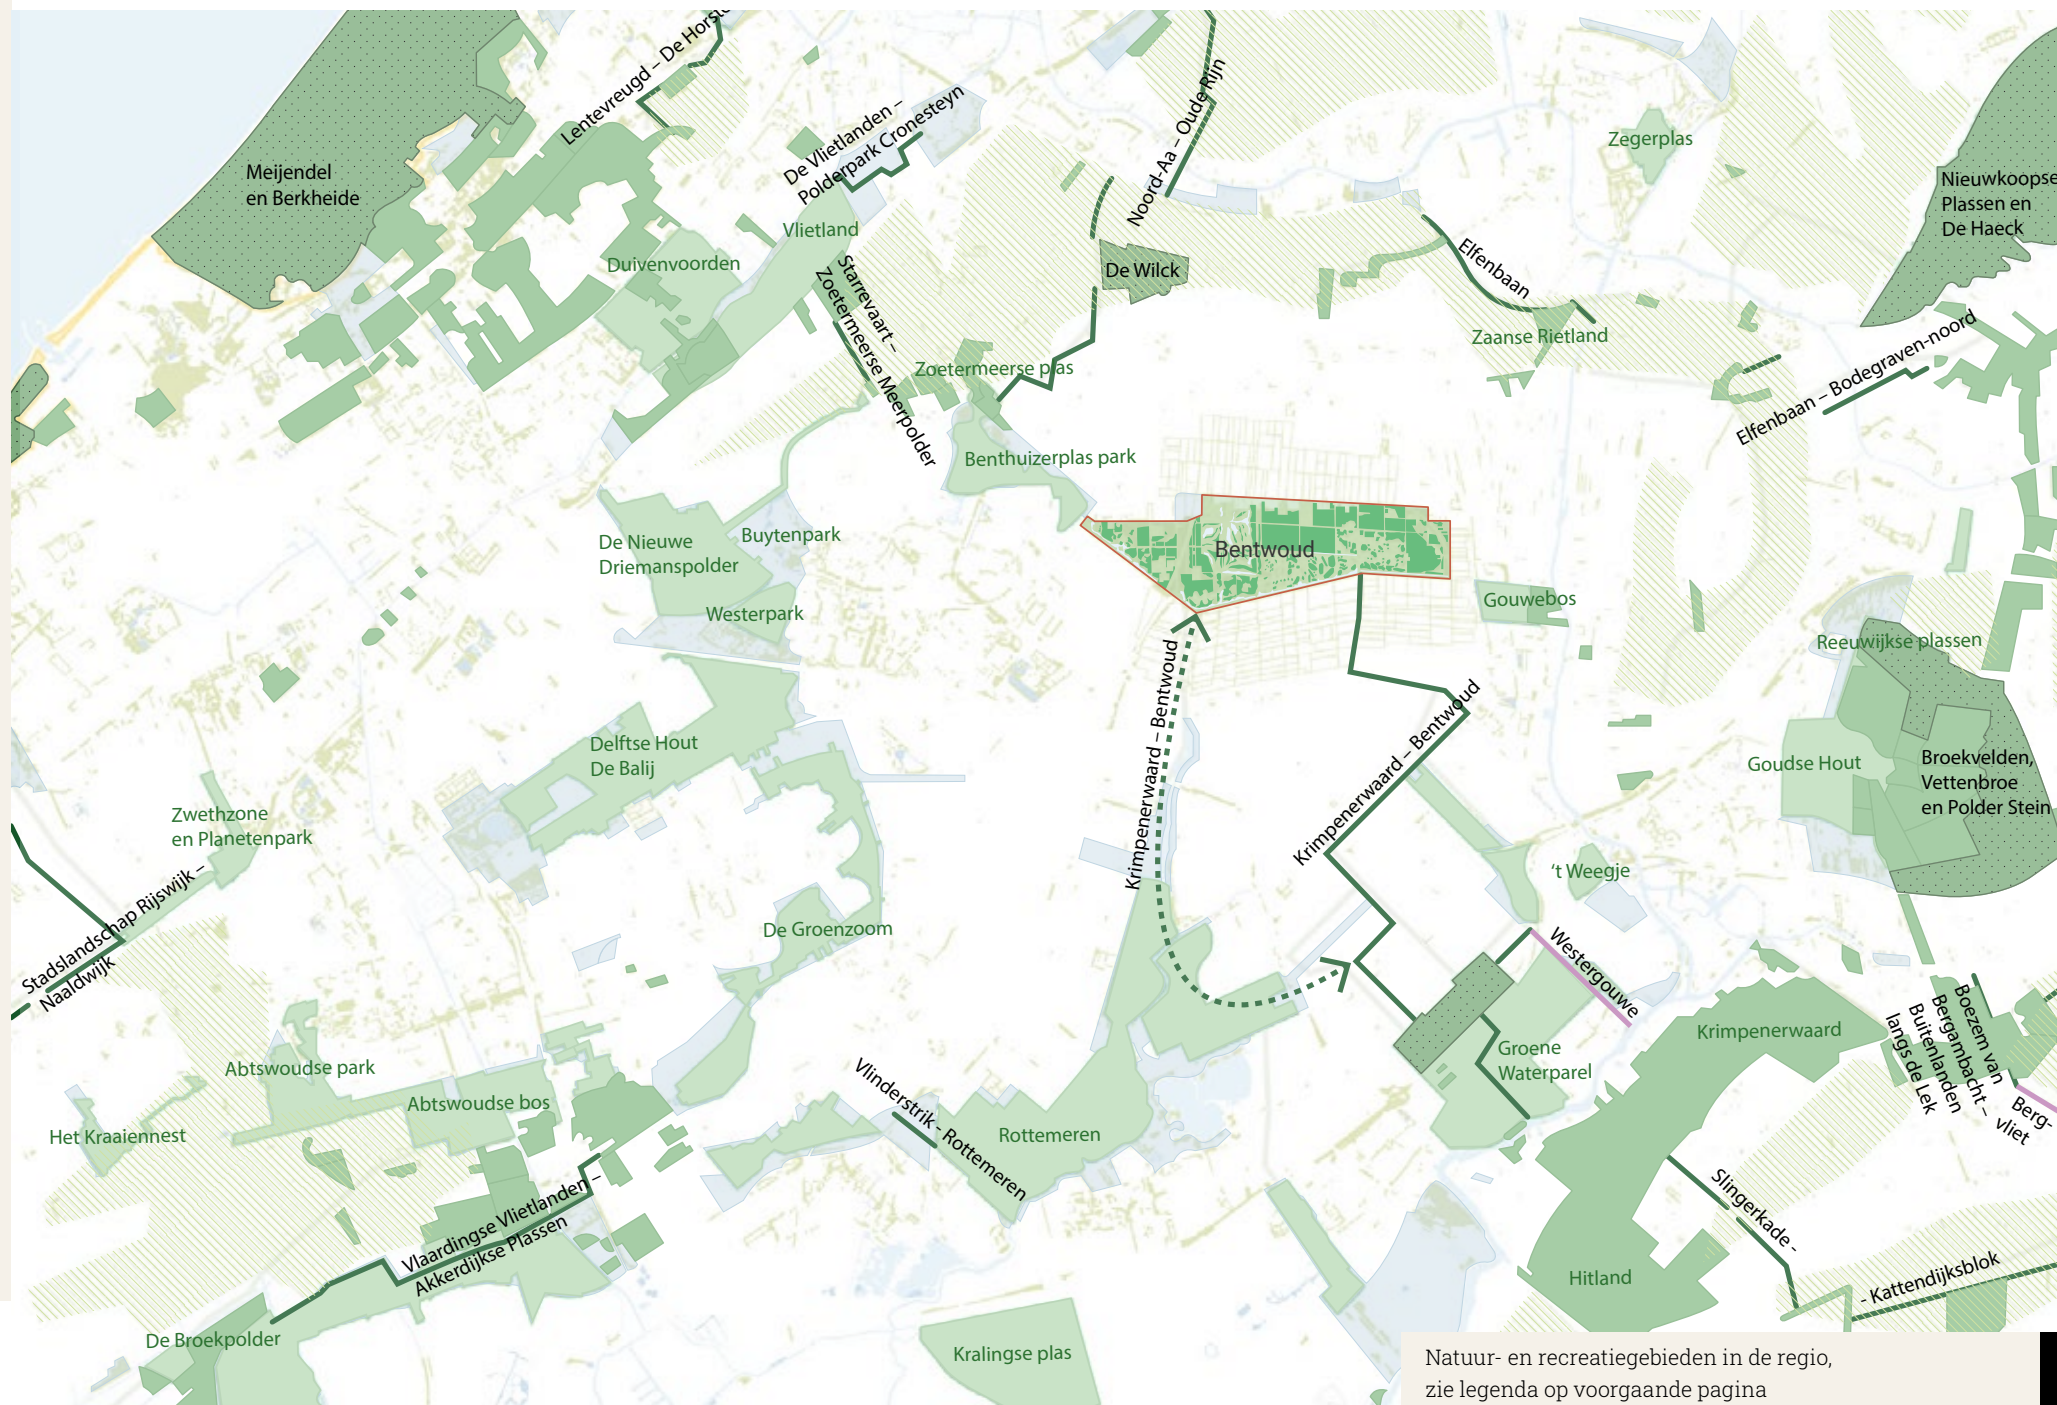 Lentevreugd – De Horste
De Vlietlanden –
Polderpark Cronesteyn
Noord-Aa – Oude Rijn
Zegerplas
Meijendel
en Berkheide
Nieuwkoopse
Plassen en
De Haeck
Vlietland
Duivenvoorden
De Wilck
Elfenbaan
Starrevaart –
Zoetermeerse Meerpolder
Zaanse Rietland
Zoetermeerse plas
Elfenbaan – Bodegraven-noord
Benthuizerplas park
Buytenpark
De Nieuwe
Driemanspolder
Bentwoud
Westerpark
Gouwebos
Reeuwijkse plassen
Krimpenerwaard – Bentwoud
Krimpenerwaard – Bentwoud
Delftse Hout
De Balij
Goudse Hout
Broekvelden,
Vettenbroe
en Polder Stein
Zwethzone
en Planetenpark
't Weegje
Stadslandschap Rijswijk –
Naaldwijk
De Groenzoom
Westergouwe
Krimpenerwaard
Boezem van
Bergambacht –
Buitenlanden
langs de Lek
Groene
Waterparel
Abtswoudse park
Abtswoudse bos
Vlinderstrik - Rottemeren
Berg-
vliet
Het Kraaiennest
Rottemeren
Slingerkade -
- Kattendijksblok
Vlaardingse Vlietlanden –
Akkerdijkse Plassen
Hitland
De Broekpolder
Kralingse plas
Natuur- en recreatiegebieden in de regio,
zie legenda op voorgaande pagina